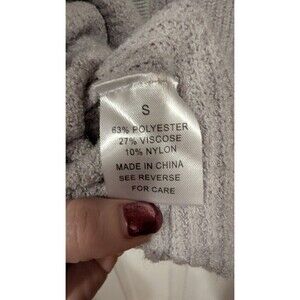 S
63% POLYESTER
27% VISCOSE
10% NYLON
MADE IN CHINA
SEE REVERSE
FOR CARE